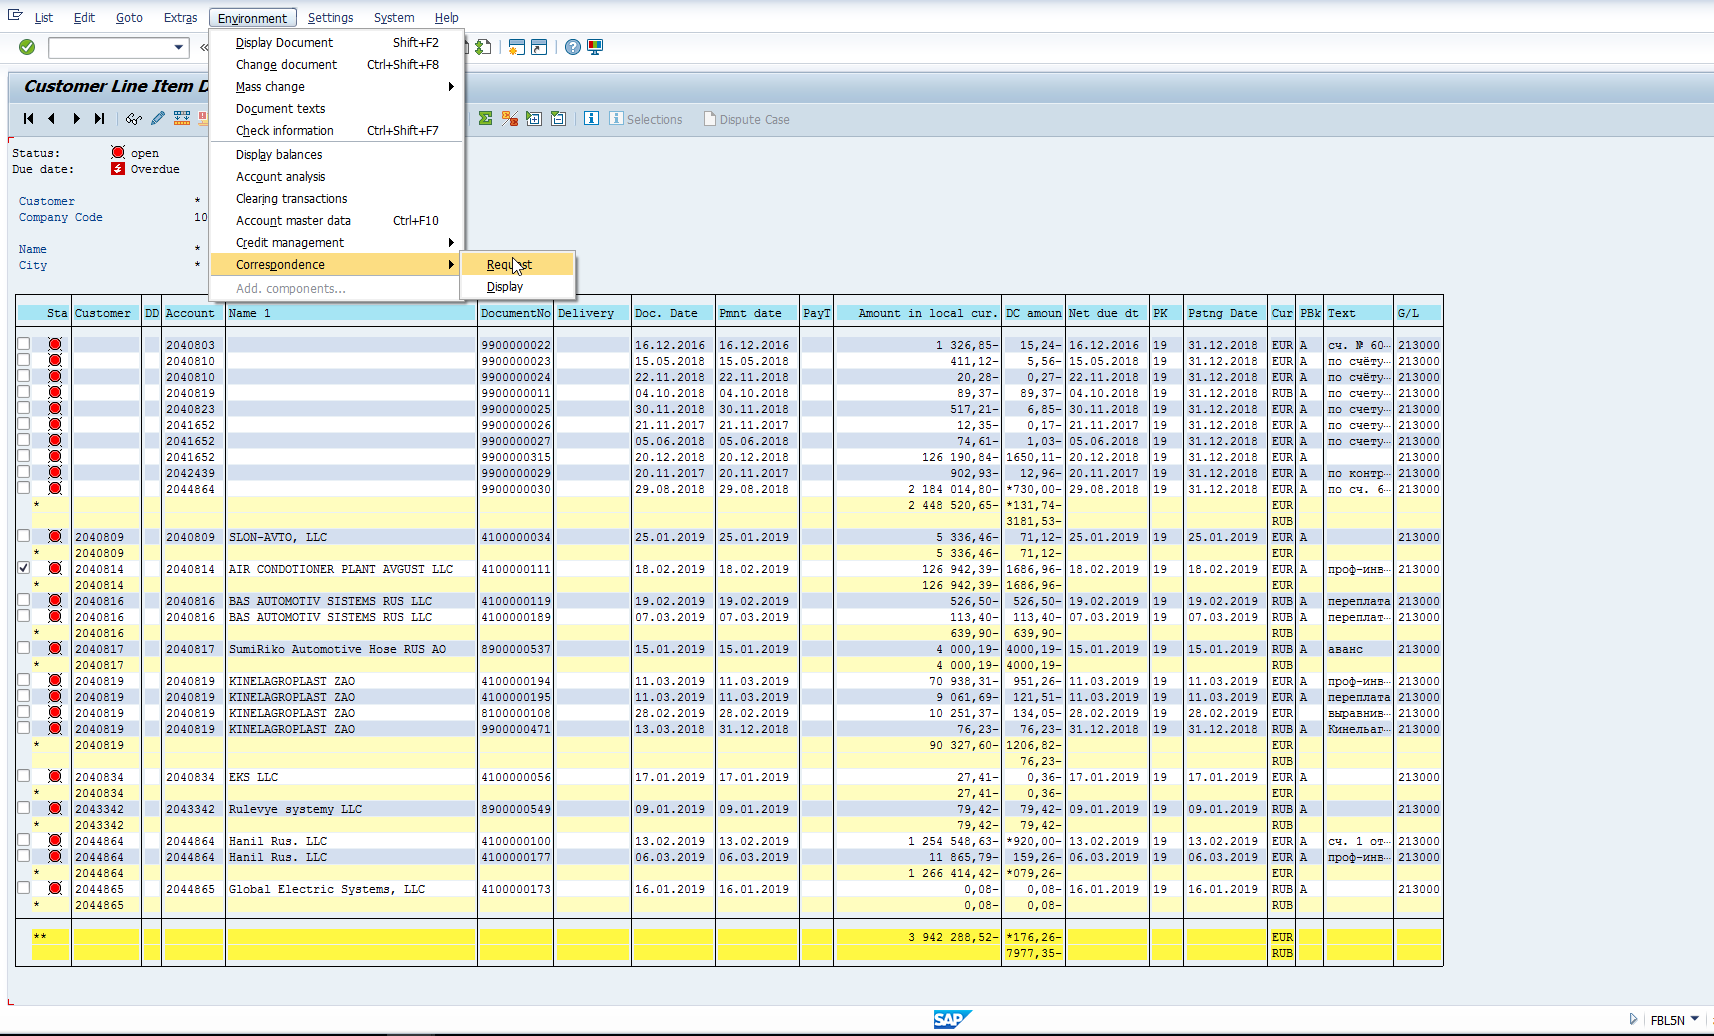 List Edit Goto Extras Environment Settings System Help
Display Document Shift+F2
Change document Ctrl+Shift+F8
Customer Line Item D
Mass change
Document texts
Selections Dispute Case
Check information Ctrl+Shift+F7
Status: open
Display balances
Due date: Overdue
Account analysis
Clearing transactions
Customer *
Company Code 10
Account master data Ctrl+F10
Name *
Credit management
City *
Correspondence
Request
Add. components...
Display
Sta Customer DD Account Name 1 DocumentNo Delivery Doc. Date Pmnt date PayT Amount in local cur. DC amoun Net due dt PK Pstng Date Cur PBk Text G/L
2040803 9900000022 16.12.2016 16.12.2016 1 326,85- 15,24- 16.12.2016 19 31.12.2018 EUR A сч. № 60… 213000
2040810 9900000023 15.05.2018 15.05.2018 411,12- 5,56- 15.05.2018 19 31.12.2018 EUR A по счёту… 213000
2040810 9900000024 22.11.2018 22.11.2018 20,28- 0,27- 22.11.2018 19 31.12.2018 EUR A по счёту… 213000
2040819 9900000011 04.10.2018 04.10.2018 89,37- 89,37- 04.10.2018 19 31.12.2018 RUB A по счету… 213000
2040823 9900000025 30.11.2018 30.11.2018 517,21- 6,85- 30.11.2018 19 31.12.2018 EUR A по счету… 213000
2041652 9900000026 21.11.2017 21.11.2017 12,35- 0,17- 21.11.2017 19 31.12.2018 EUR A по счету… 213000
2041652 9900000027 05.06.2018 05.06.2018 74,61- 1,03- 05.06.2018 19 31.12.2018 EUR A по счету… 213000
2041652 9900000315 20.12.2018 20.12.2018 126 190,84- 1650,11- 20.12.2018 19 31.12.2018 EUR A 213000
2042439 9900000029 20.11.2017 20.11.2017 902,93- 12,96- 20.11.2017 19 31.12.2018 EUR A по контр… 213000
2044864 9900000030 29.08.2018 29.08.2018 2 184 014,80- *730,00- 29.08.2018 19 31.12.2018 EUR A по сч. 6… 213000
* 2 448 520,65- *131,74- EUR
3181,53- RUB
2040809 2040809 SLON-AVTO, LLC 4100000034 25.01.2019 25.01.2019 5 336,46- 71,12- 25.01.2019 19 25.01.2019 EUR A 213000
* 2040809 5 336,46- 71,12- EUR
2040814 2040814 AIR CONDOTIONER PLANT AVGUST LLC 4100000111 18.02.2019 18.02.2019 126 942,39- 1686,96- 18.02.2019 19 18.02.2019 EUR A проф-инв… 213000
* 2040814 126 942,39- 1686,96- EUR
2040816 2040816 BAS AUTOMOTIV SISTEMS RUS LLC 4100000119 19.02.2019 19.02.2019 526,50- 526,50- 19.02.2019 19 19.02.2019 RUB A переплата 213000
2040816 2040816 BAS AUTOMOTIV SISTEMS RUS LLC 4100000189 07.03.2019 07.03.2019 113,40- 113,40- 07.03.2019 19 07.03.2019 RUB A переплат… 213000
* 2040816 639,90- 639,90- RUB
2040817 2040817 SumiRiko Automotive Hose RUS AO 8900000537 15.01.2019 15.01.2019 4 000,19- 4000,19- 15.01.2019 19 15.01.2019 RUB A аванс 213000
* 2040817 4 000,19- 4000,19- RUB
2040819 2040819 KINELAGROPLAST ZAO 4100000194 11.03.2019 11.03.2019 70 938,31- 951,26- 11.03.2019 19 11.03.2019 EUR A проф-инв… 213000
2040819 2040819 KINELAGROPLAST ZAO 4100000195 11.03.2019 11.03.2019 9 061,69- 121,51- 11.03.2019 19 11.03.2019 EUR A переплата 213000
2040819 2040819 KINELAGROPLAST ZAO 8100000108 28.02.2019 28.02.2019 10 251,37- 134,05- 28.02.2019 19 28.02.2019 EUR выравнив… 213000
2040819 2040819 KINELAGROPLAST ZAO 9900000471 13.03.2018 31.12.2018 76,23- 76,23- 31.12.2018 19 31.12.2018 RUB A Кинельаг… 213000
* 2040819 90 327,60- 1206,82- EUR
76,23- RUB
2040834 2040834 EKS LLC 4100000056 17.01.2019 17.01.2019 27,41- 0,36- 17.01.2019 19 17.01.2019 EUR A 213000
* 2040834 27,41- 0,36- EUR
2043342 2043342 Rulevye systemy LLC 8900000549 09.01.2019 09.01.2019 79,42- 79,42- 09.01.2019 19 09.01.2019 RUB A 213000
* 2043342 79,42- 79,42- RUB
2044864 2044864 Hanil Rus. LLC 4100000100 13.02.2019 13.02.2019 1 254 548,63- *920,00- 13.02.2019 19 13.02.2019 EUR A сч. 1 от… 213000
2044864 2044864 Hanil Rus. LLC 4100000177 06.03.2019 06.03.2019 11 865,79- 159,26- 06.03.2019 19 06.03.2019 EUR A проф-инв… 213000
* 2044864 1 266 414,42- *079,26- EUR
2044865 2044865 Global Electric Systems, LLC 4100000173 16.01.2019 16.01.2019 0,08- 0,08- 16.01.2019 19 16.01.2019 RUB A 213000
* 2044865 0,08- 0,08- RUB
** 3 942 288,52- *176,26- EUR
7977,35- RUB
SAP FBL5N